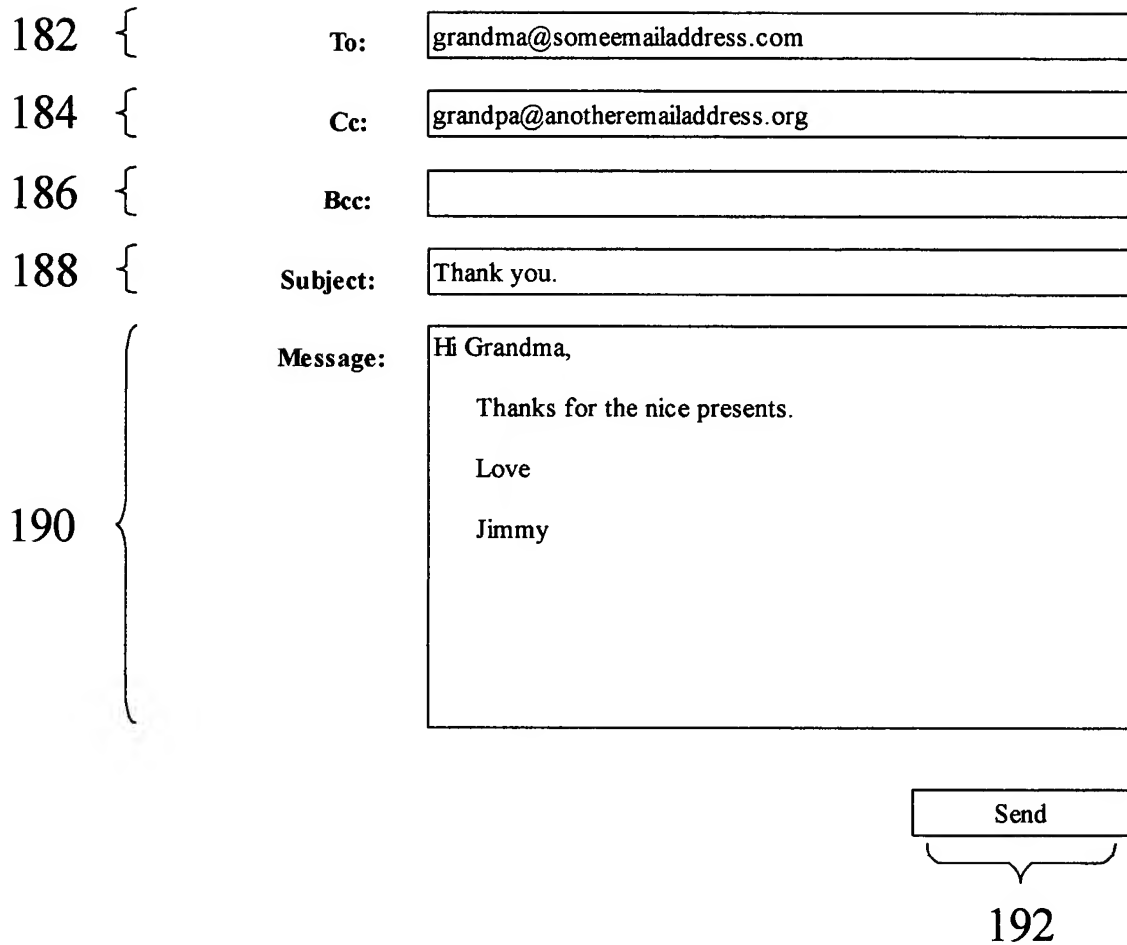 182 To: grandma@someemailaddress.com
184 Cc: grandpa@anotheremailaddress.org
186 Bcc:
188 Subject: Thank you.
190 Message: Hi Grandma,
Thanks for the nice presents.
Love
Jimmy
Send
192